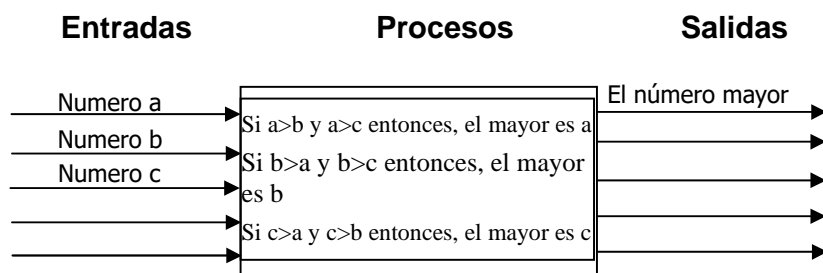 Entradas Procesos Salidas
Numero a
Numero b
Numero c
Si a>b y a>c entonces, el mayor es a
Si b>a y b>c entonces, el mayor
es b
Si c>a y c>b entonces, el mayor es c
El número mayor